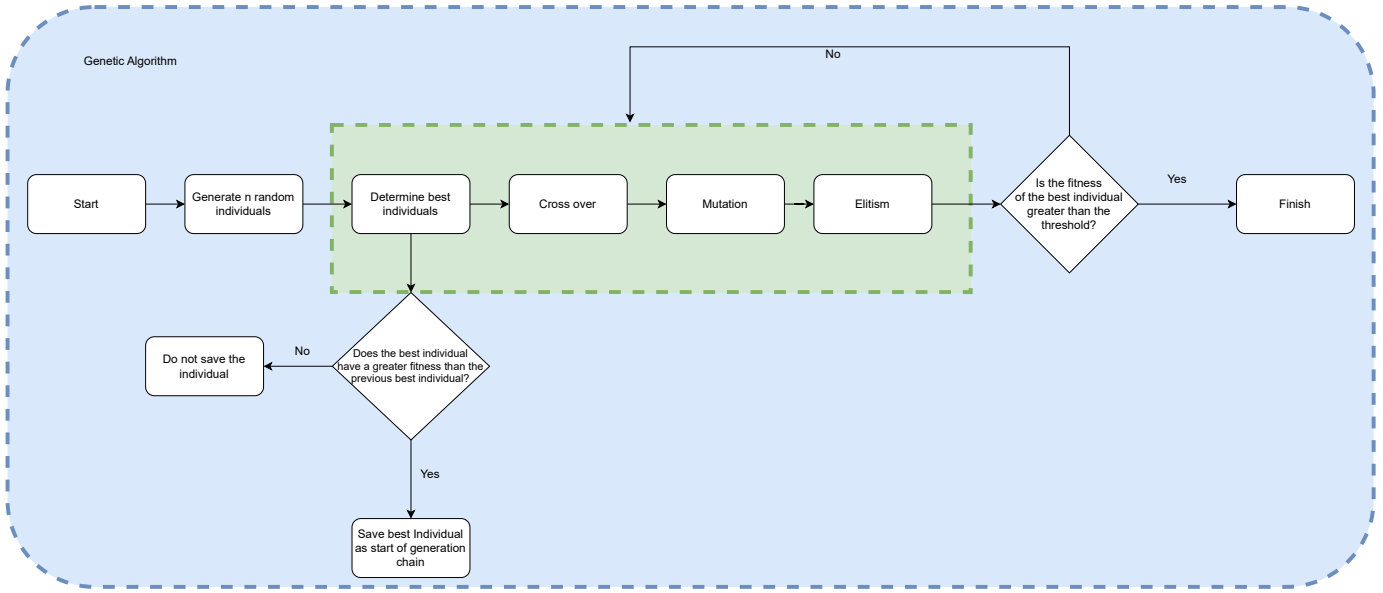 Genetic Algorithm
No
Start
Generate n random
individuals
Determine best
individuals
Cross over
Mutation
Elitism
Is the fitness
of the best individual
greater than the
threshold?
Yes
Finish
Do not save the
individual
No
Does the best individual
have a greater fitness than the
previous best individual?
Yes
Save best Individual
as start of generation
chain